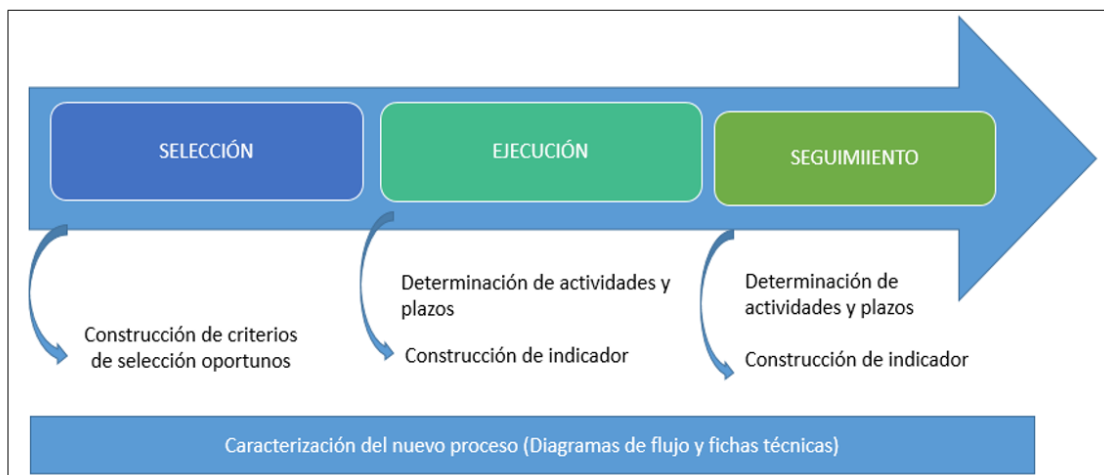 SELECCIÓN
EJECUCIÓN
SEGUIMIIENTO
Construcción de criterios
de selección oportunos
Determinación de actividades y
plazos
Construcción de indicador
Determinación de
actividades y plazos
Construcción de indicador
Caracterización del nuevo proceso (Diagramas de flujo y fichas técnicas)